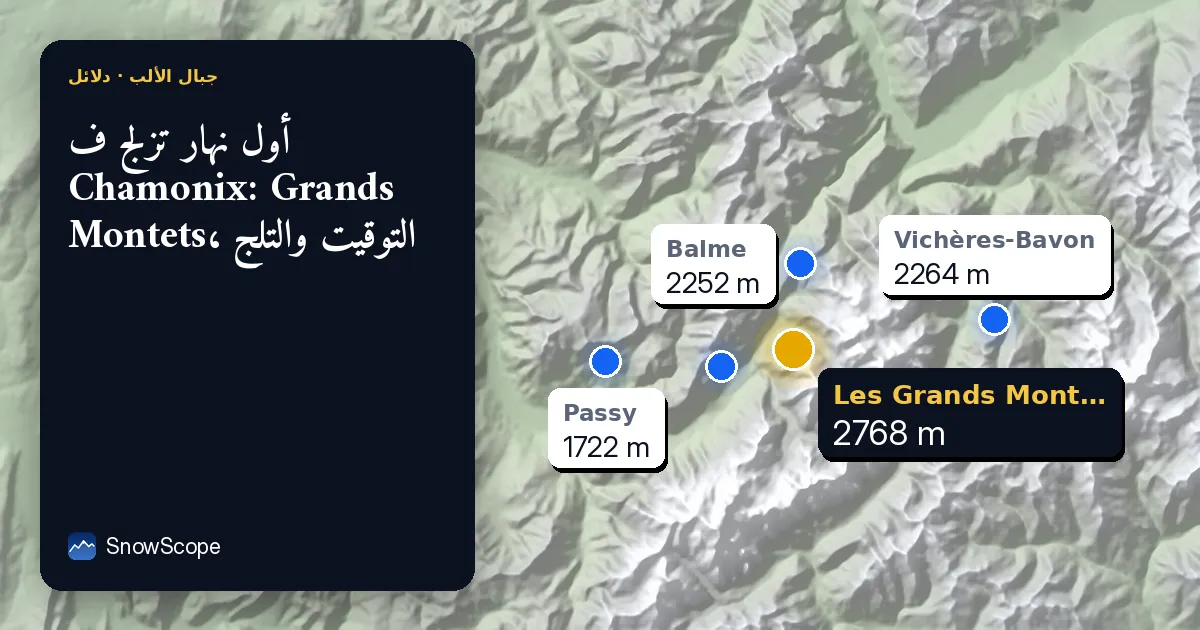 جبال الألب · دلائل
أول نهار تزلج ف
Chamonix: Grands
Montets، التوقيت والتلج
SnowScope
Balme
2252 m
Vichères-Bavon
2264 m
Passy
1722 m
Les Grands Mont…
2768 m